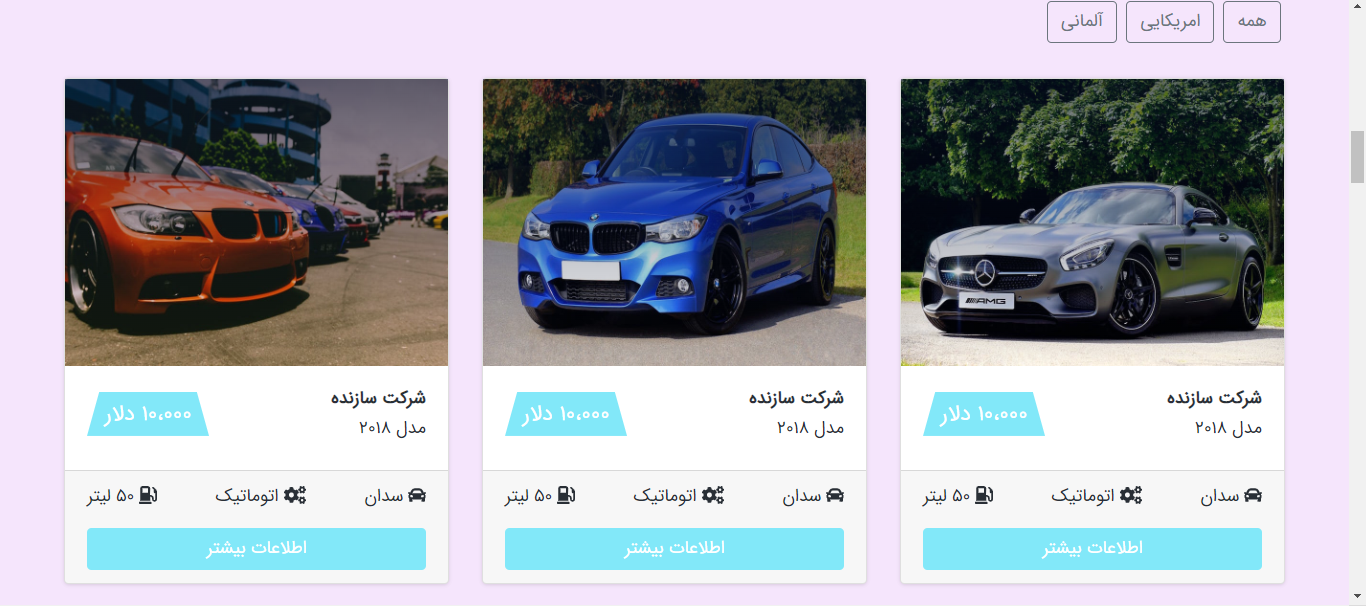 همه امریکایی آلمانی
شرکت سازنده
مدل ۲۰۱۸
۱۰،۰۰۰ دلار
سدان اتوماتیک ۵۰ لیتر
اطلاعات بیشتر
AMG
شرکت سازنده
مدل ۲۰۱۸
۱۰،۰۰۰ دلار
سدان اتوماتیک ۵۰ لیتر
اطلاعات بیشتر
شرکت سازنده
مدل ۲۰۱۸
۱۰،۰۰۰ دلار
سدان اتوماتیک ۵۰ لیتر
اطلاعات بیشتر